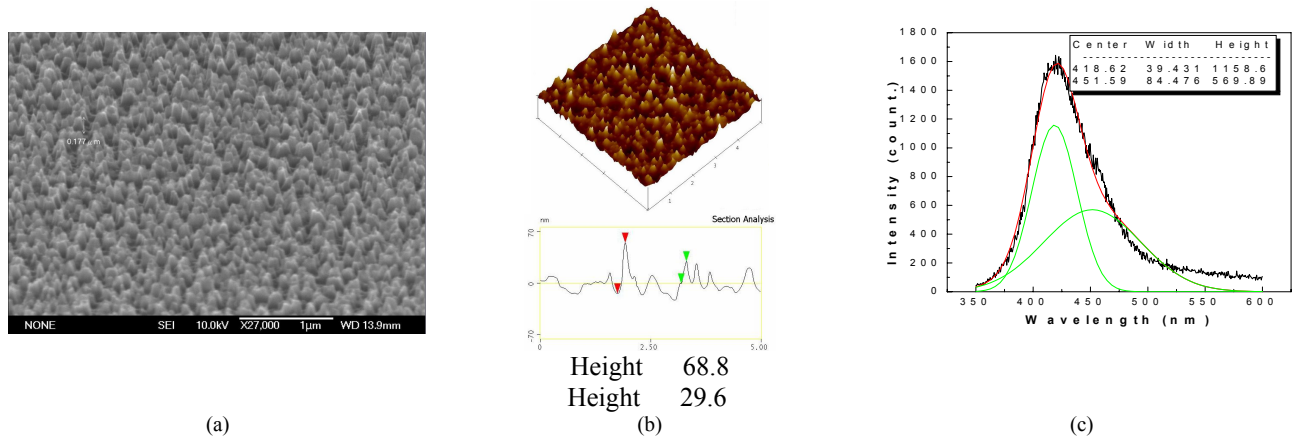 0.177μm
NONE SEI 10.0kV X27,000 1μm WD 13.9mm
(a)
1
2
3
4
Section Analysis
nm
70
0
-70
0 2.50 5.00
Height 68.8
Height 29.6
(b)
1800
1600
1400
1200
1000
800
600
400
200
0
Intensity (count.)
Center Width Height
------------------------------
418.62 39.431 1158.6
451.59 84.476 569.89
350 400 450 500 550 600
Wavelength (nm)
(c)